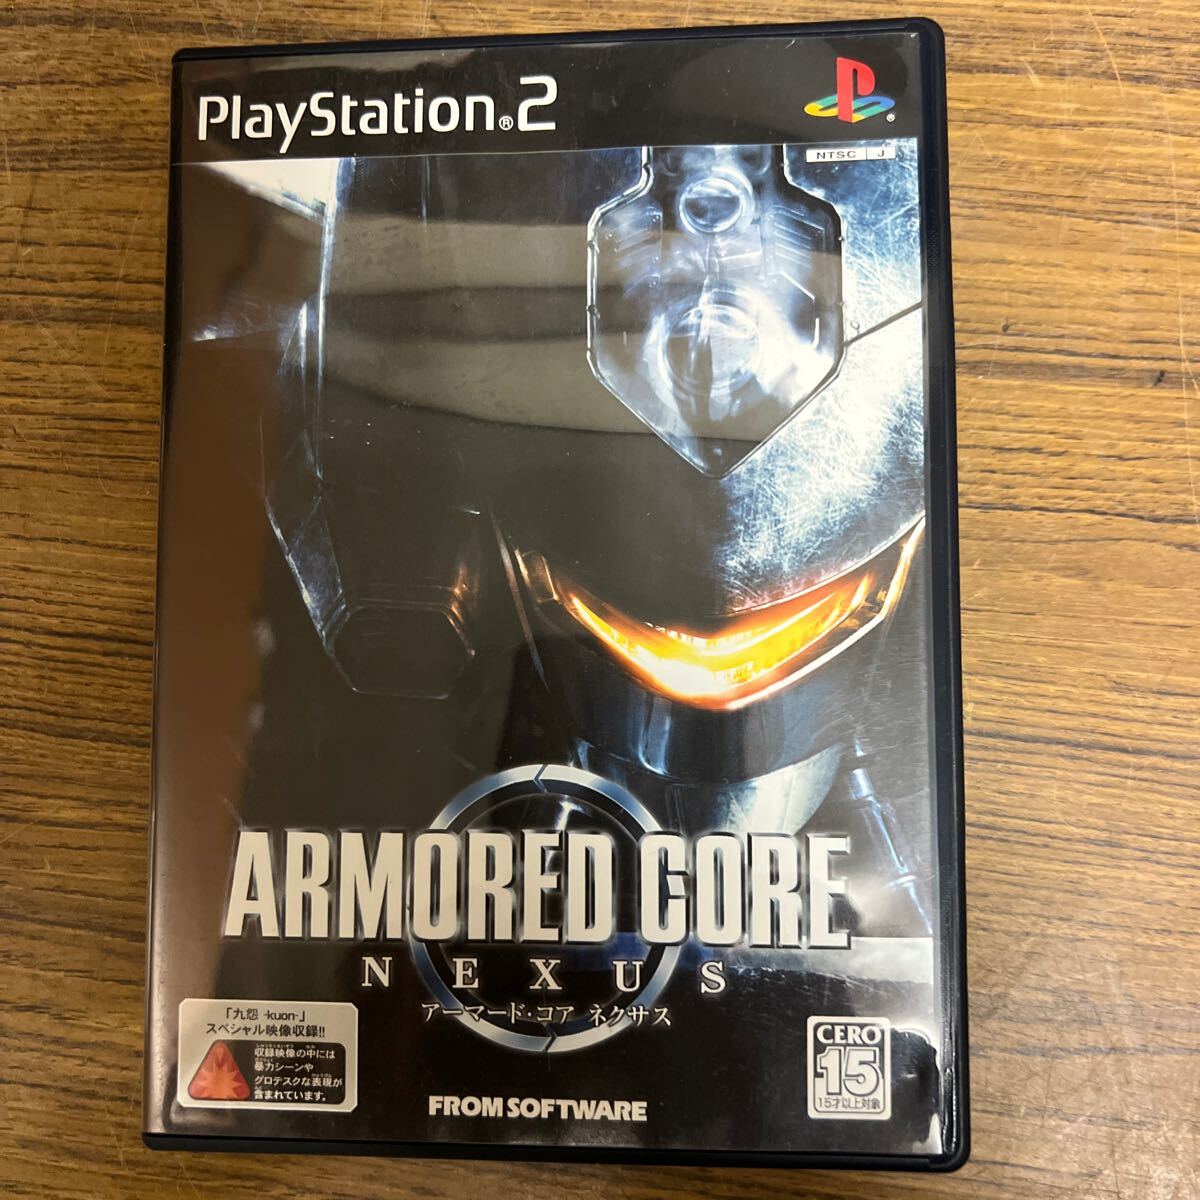 PlayStation®2
NTSC J
ARMORED CORE
NEXUS
アーマード・コア ネクサス
「九怨 -kuon-」
スペシャル映像収録!!
収録映像の中には
暴力シーンや
グロテスクな表現が
含まれています。
FROMSOFTWARE
CERO
15
15才以上対象